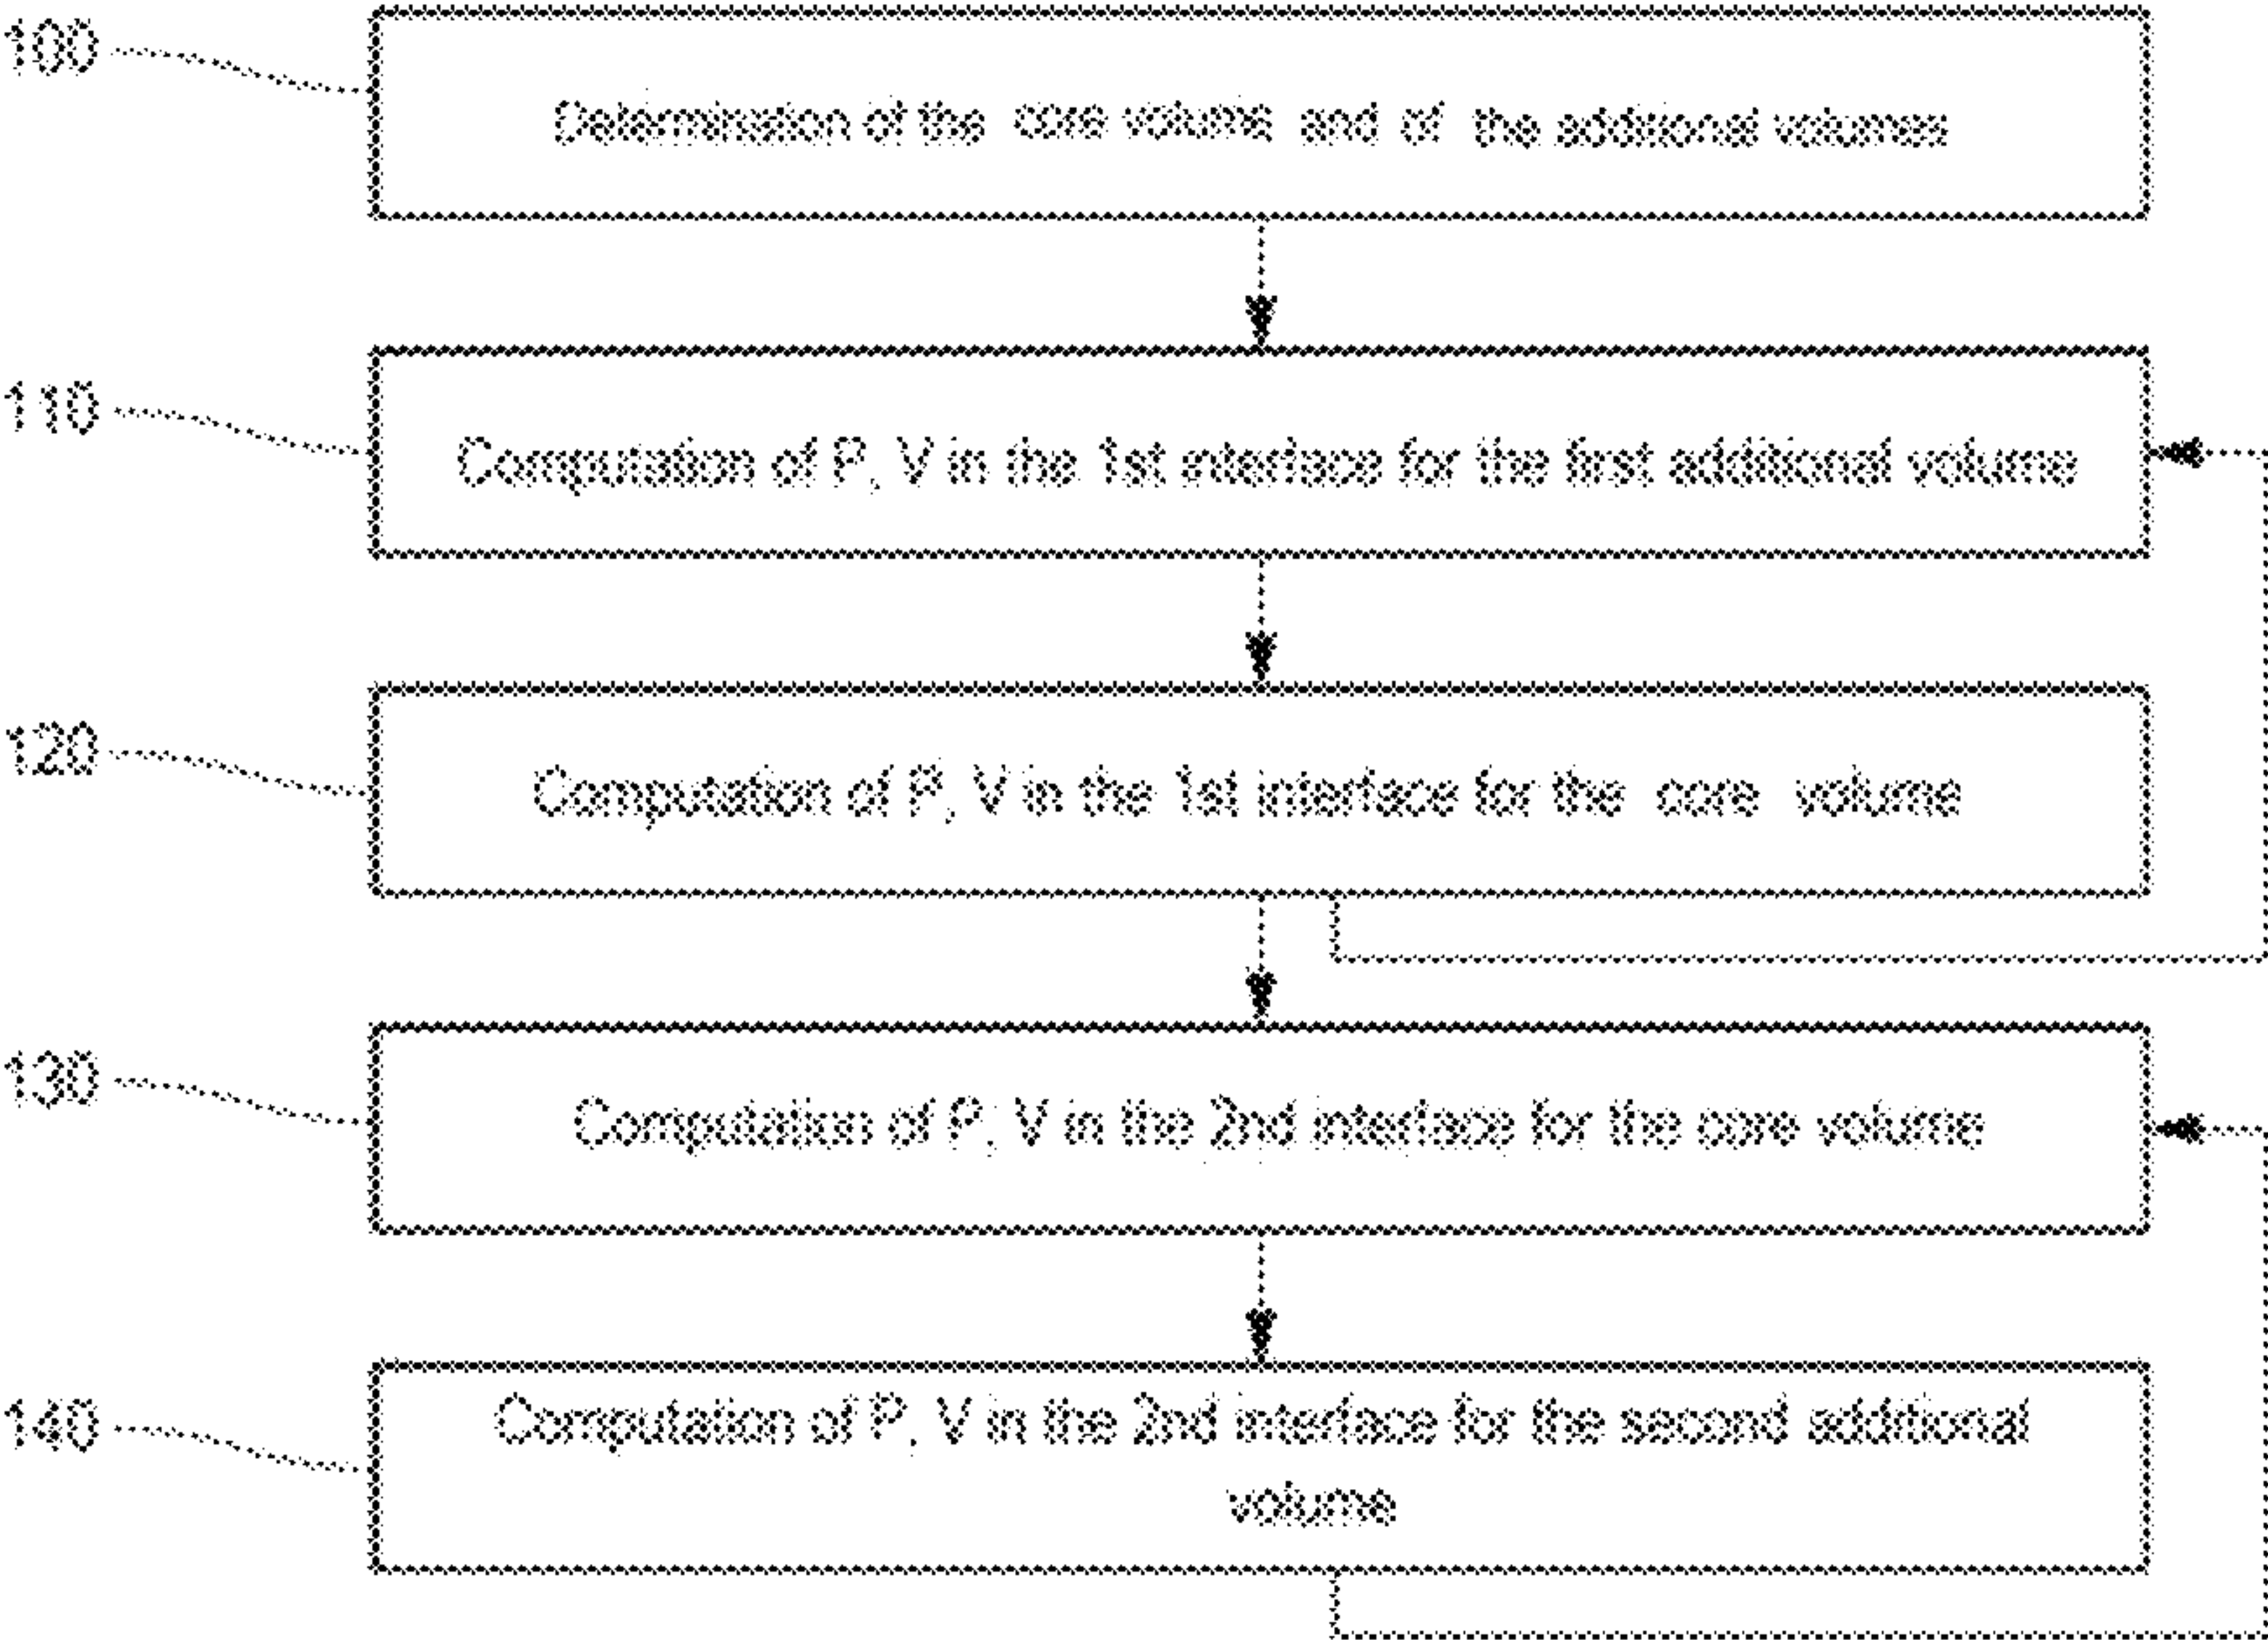 100
Determination of the core volume and of the additional volumes
110
Computation of P, V in the 1st interface for the first additional volume
120
Computation of P, V in the 1st interface for the core volume
130
Computation of P, V in the 2nd interface for the core volume
140
Computation of P, V in the 2nd interface for the second additional
volume